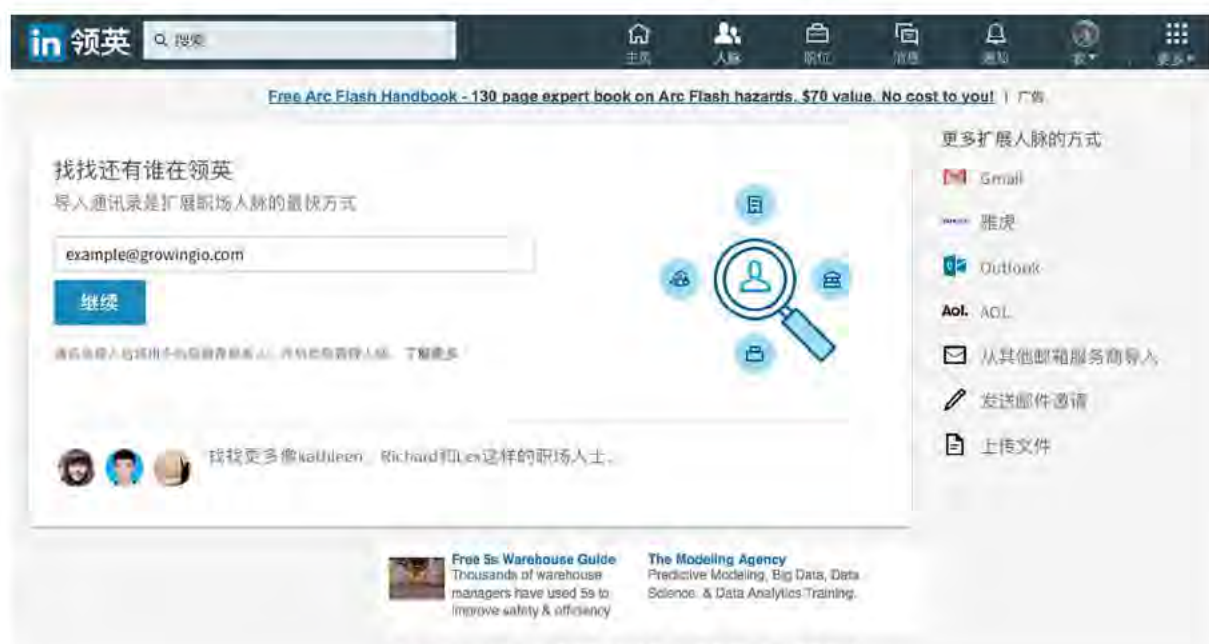 in 领英
搜索
主页
人脉
职位
消息
通知
我
更多
Free Arc Flash Handbook - 130 page expert book on Arc Flash hazards. $70 value. No cost to you! | 广告
找找还有谁在领英
导入通讯录是扩展职场人脉的最快方式
example@growingio.com
继续
了解更多
找找更多像kathleen、Richard和Lex这样的职场人士。
更多扩展人脉的方式
Gmail
雅虎
Outlook
Aol. AOL
从其他邮箱服务商导入
发送邮件邀请
上传文件
Free 5s Warehouse Guide
Thousands of warehouse
managers have used 5s to
improve safety & efficiency
The Modeling Agency
Predictive Modeling, Big Data, Data
Science, & Data Analytics Training.